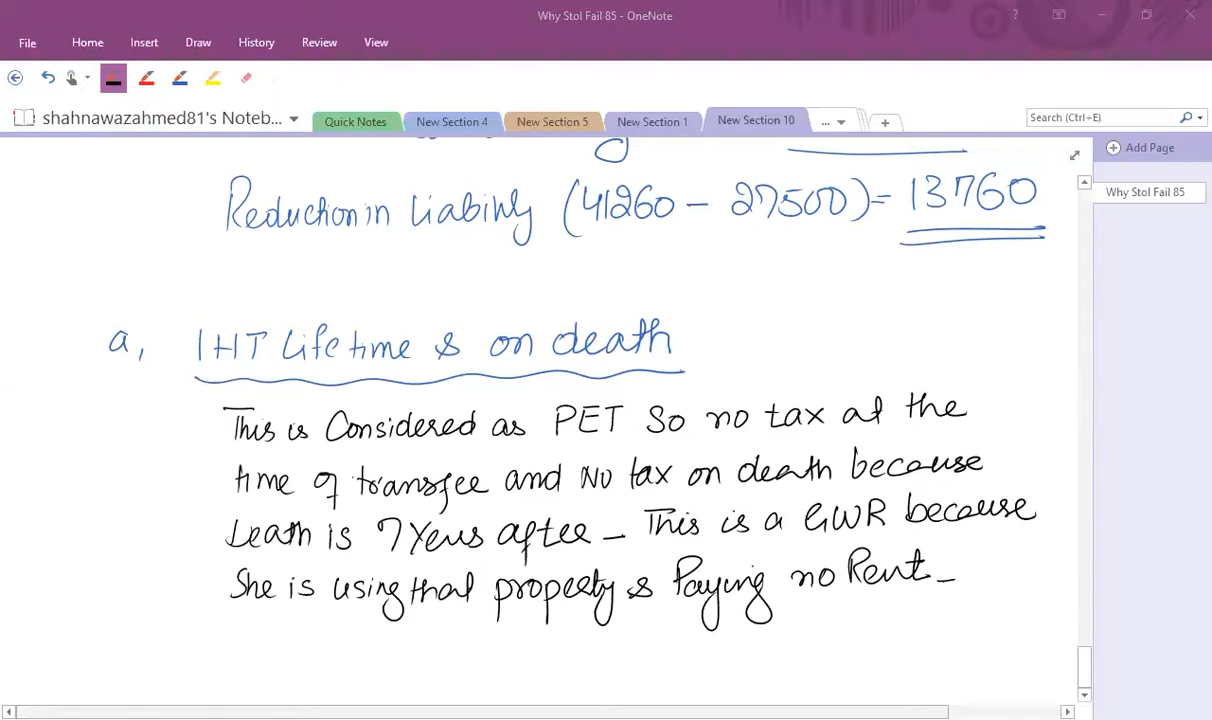 Why Stol Fail 85 - OneNote
File Home Insert Draw History Review View
shahnawazahmed81's Noteb... Quick Notes New Section 4 New Section 5 New Section 1 New Section 10 ... Search (Ctrl+E)
Add Page
Why Stol Fail 85
Reduction in liability (41260 - 27500) = 13760
a, IHT Lifetime & on death
This is Considered as PET So no tax at the
time of transfee and No tax on death because
Death is 7 Yeus aftee - This is a GWR because
She is using that property & Paying no Rent -